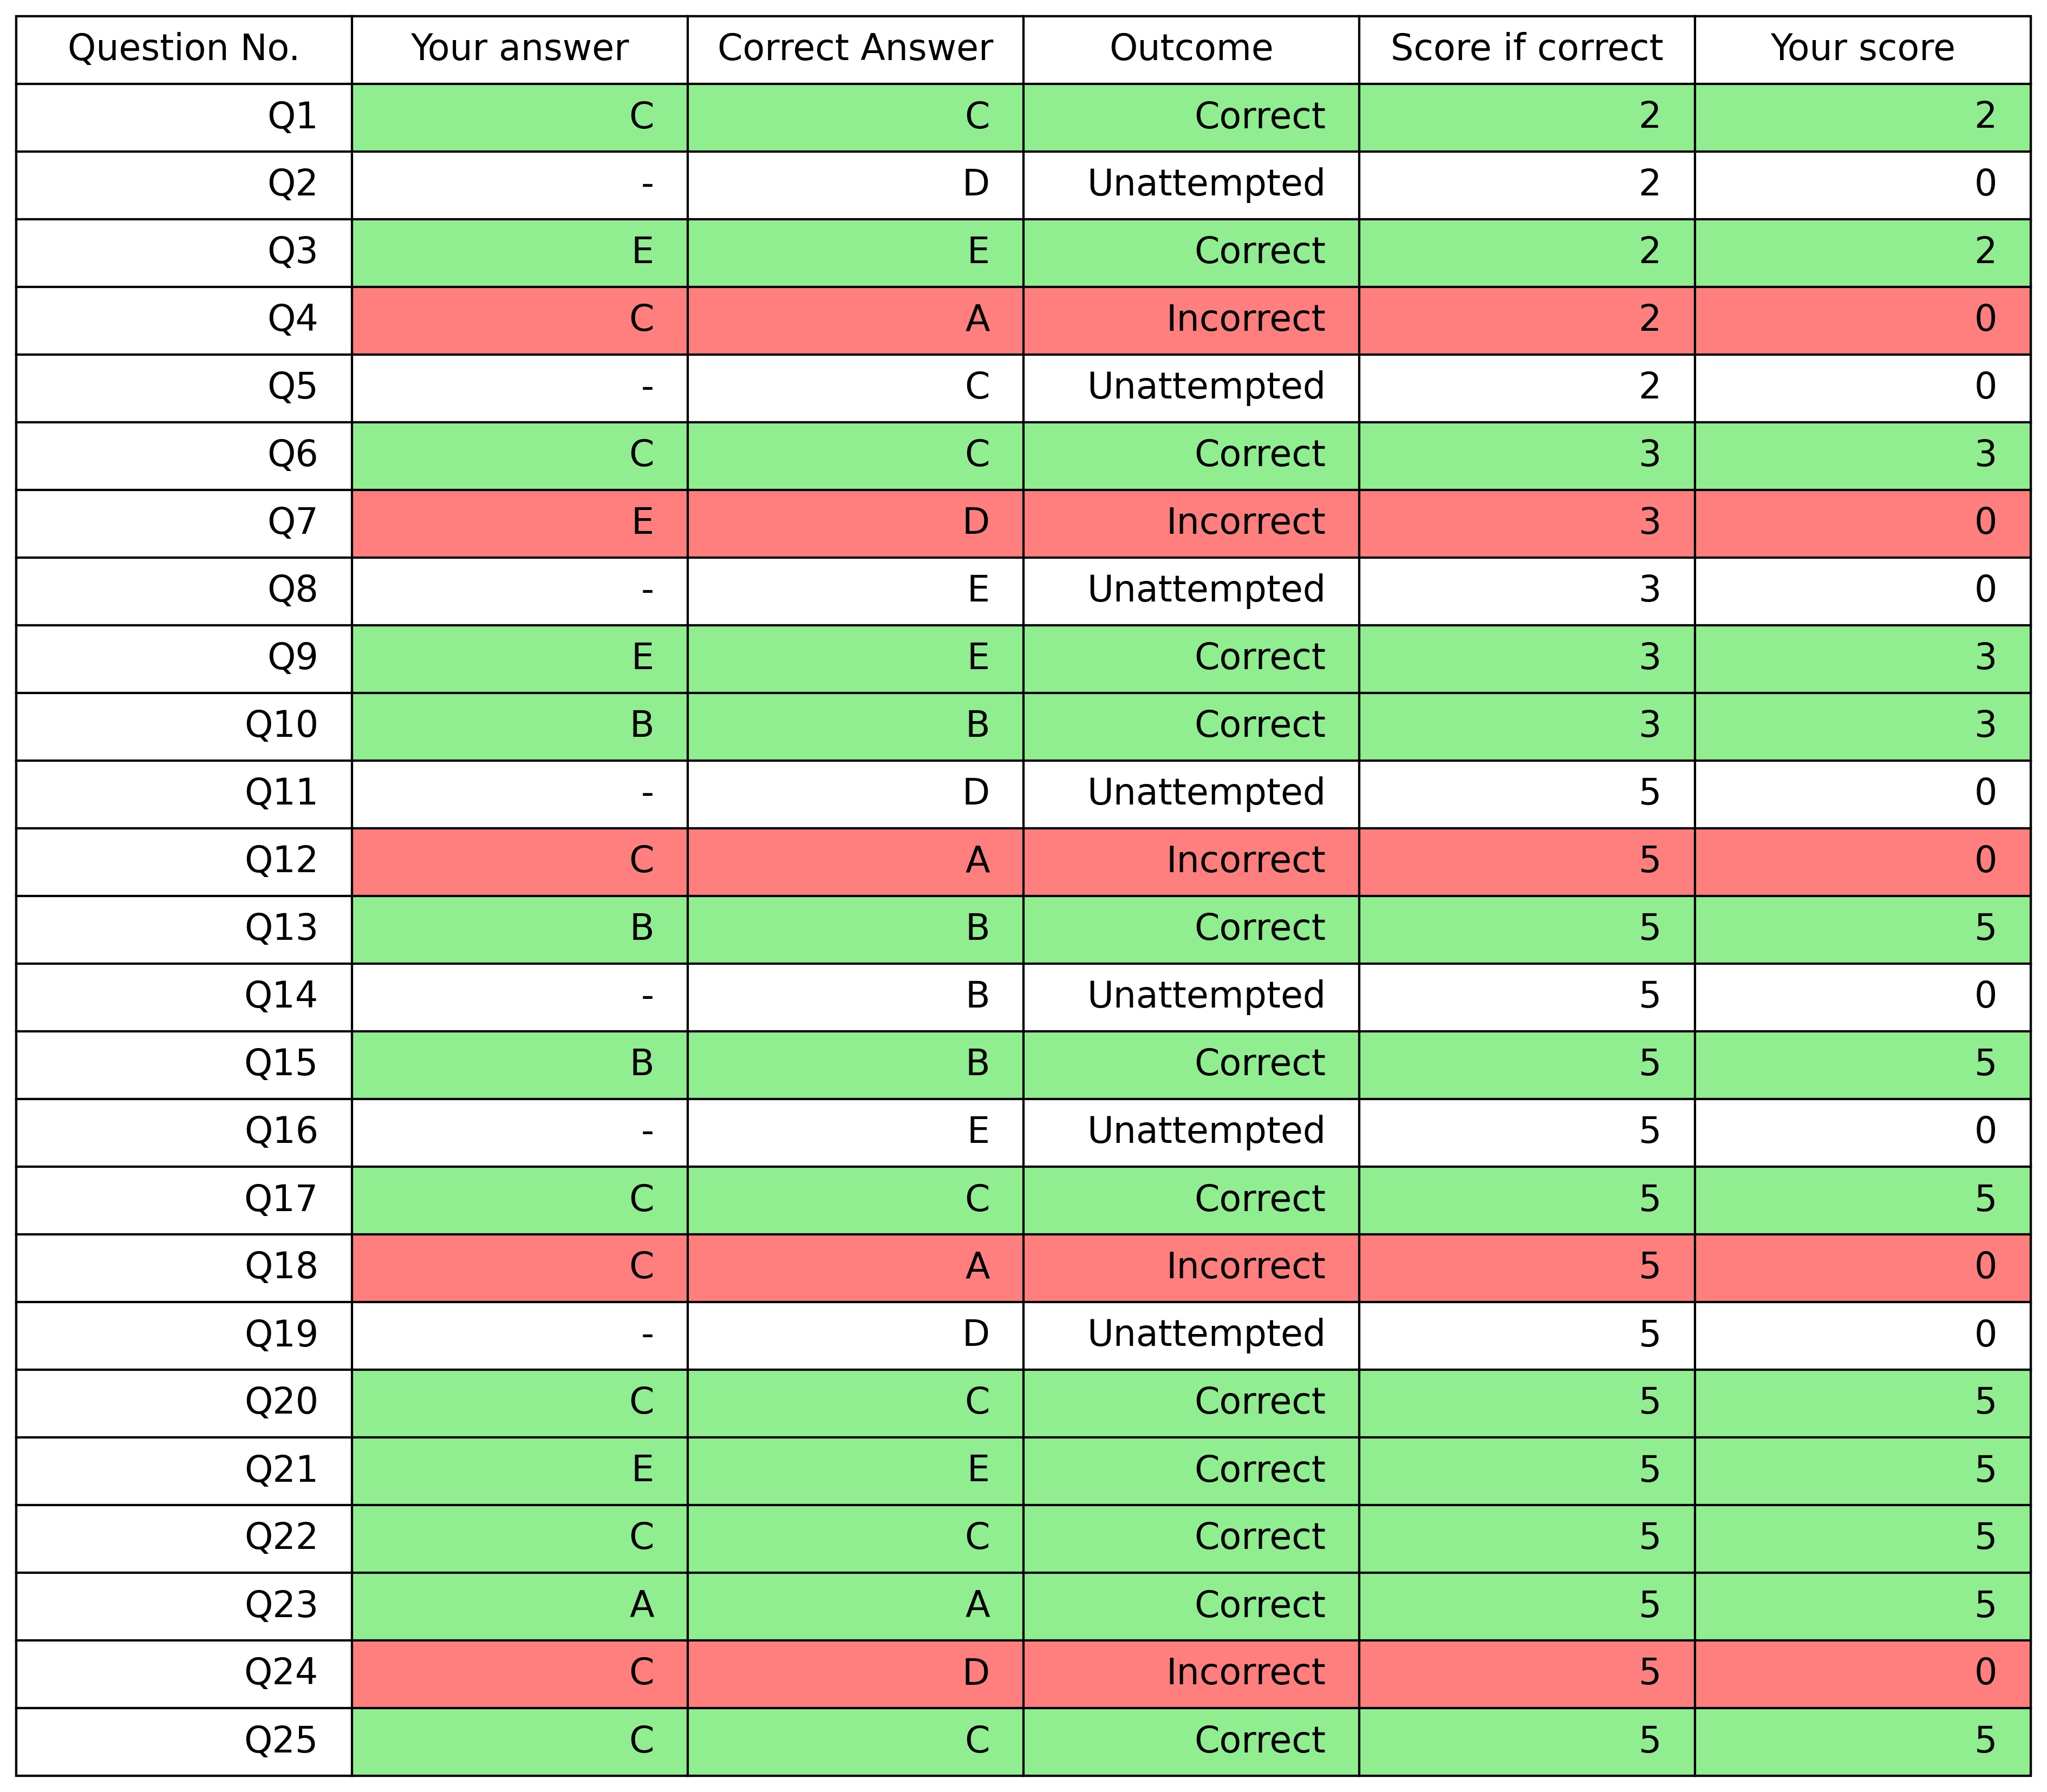 Question No. Your answer Correct Answer Outcome Score if correct Your score
Q1 C C Correct 2 2
Q2 - D Unattempted 2 0
Q3 E E Correct 2 2
Q4 C A Incorrect 2 0
Q5 - C Unattempted 2 0
Q6 C C Correct 3 3
Q7 E D Incorrect 3 0
Q8 - E Unattempted 3 0
Q9 E E Correct 3 3
Q10 B B Correct 3 3
Q11 - D Unattempted 5 0
Q12 C A Incorrect 5 0
Q13 B B Correct 5 5
Q14 - B Unattempted 5 0
Q15 B B Correct 5 5
Q16 - E Unattempted 5 0
Q17 C C Correct 5 5
Q18 C A Incorrect 5 0
Q19 - D Unattempted 5 0
Q20 C C Correct 5 5
Q21 E E Correct 5 5
Q22 C C Correct 5 5
Q23 A A Correct 5 5
Q24 C D Incorrect 5 0
Q25 C C Correct 5 5